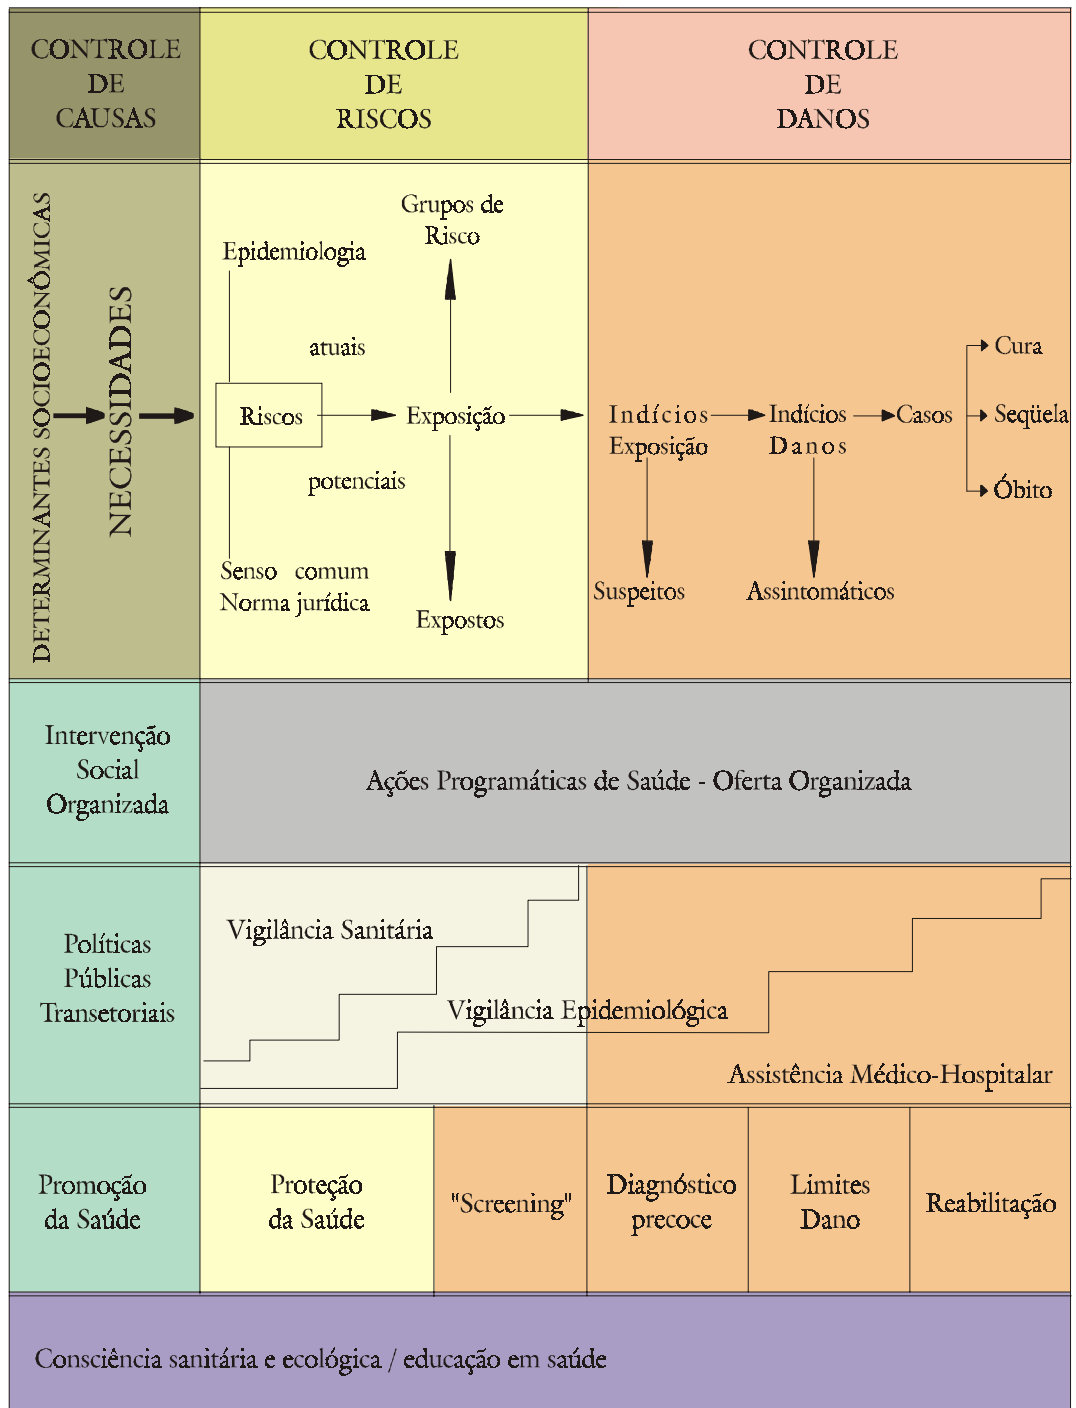 CONTROLE
DE
CAUSAS
CONTROLE
DE
RISCOS
CONTROLE
DE
DANOS
DETERMINANTES SOCIOECONÔMICAS
NECESSIDADES
Epidemiologia
atuais
Riscos
potenciais
Senso comum
Norma jurídica
Grupos de
Risco
Exposição
Expostos
Indícios
Exposição
Suspeitos
Indícios
Danos
Assintomáticos
Casos
Cura
Seqüela
Óbito
Intervenção
Social
Organizada
Ações Programáticas de Saúde - Oferta Organizada
Políticas
Públicas
Transetoriais
Vigilância Sanitária
Vigilância Epidemiológica
Assistência Médico-Hospitalar
Promoção
da Saúde
Proteção
da Saúde
"Screening"
Diagnóstico
precoce
Limites
Dano
Reabilitação
Consciência sanitária e ecológica / educação em saúde